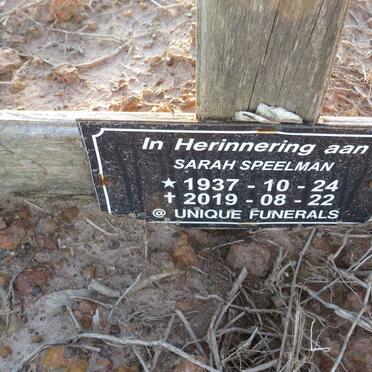 In Herinnering aan
SARAH SPEELMAN
★ 1937 - 10 - 24
✝ 2019 - 08 - 22
@ UNIQUE FUNERALS